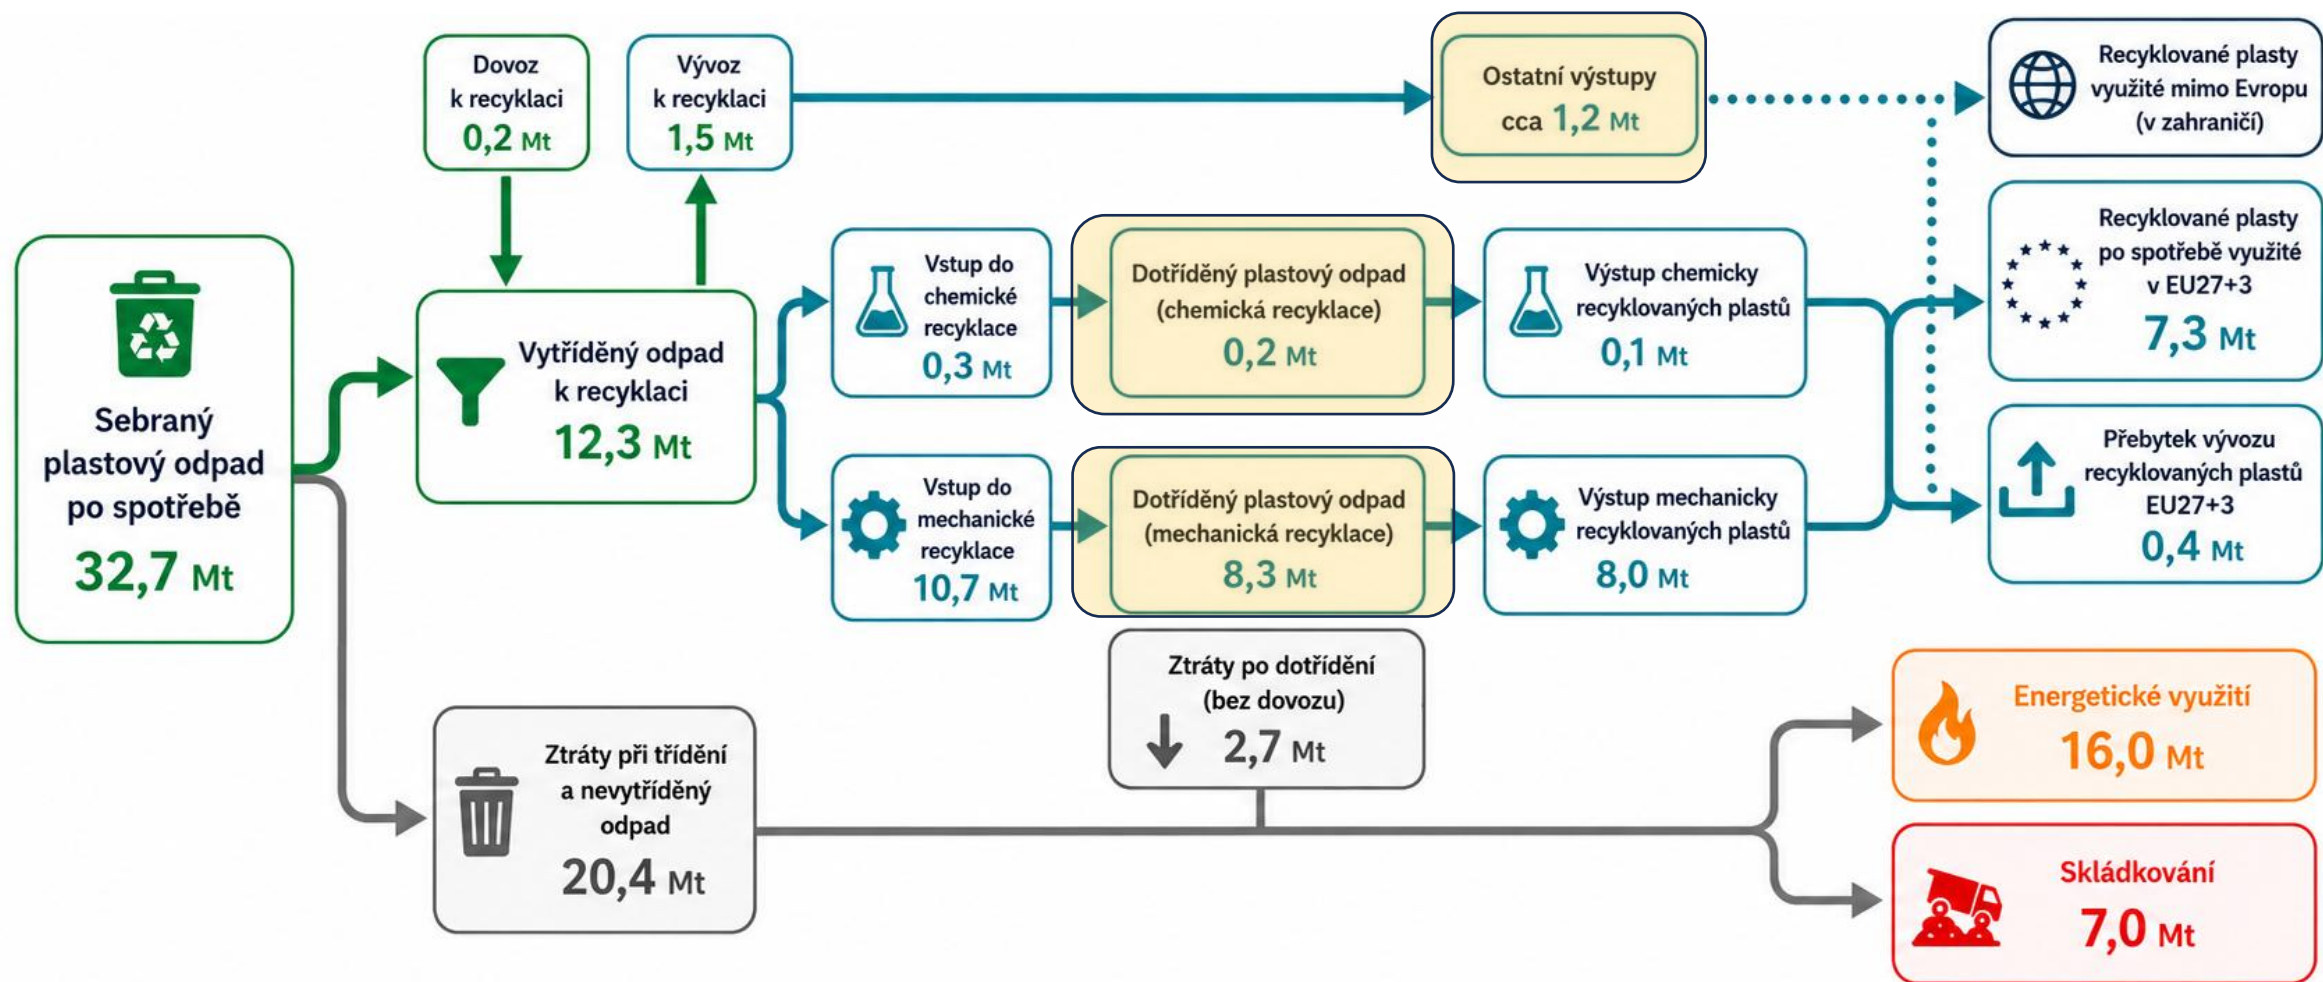 Dovoz
k recyklaci
0,2 Mt
Vývoz
k recyklaci
1,5 Mt
Ostatní výstupy
cca 1,2 Mt
Recyklované plasty
využité mimo Evropu
(v zahraničí)
Sebraný
plastový odpad
po spotřebě
32,7 Mt
Vytříděný odpad
k recyklaci
12,3 Mt
Vstup do
chemické
recyklace
0,3 Mt
Dotříděný plastový odpad
(chemická recyklace)
0,2 Mt
Výstup chemicky
recyklovaných plastů
0,1 Mt
Recyklované plasty
po spotřebě využité
v EU27+3
7,3 Mt
Vstup do
mechanické
recyklace
10,7 Mt
Dotříděný plastový odpad
(mechanická recyklace)
8,3 Mt
Výstup mechanicky
recyklovaných plastů
8,0 Mt
Přebytek vývozu
recyklovaných plastů
EU27+3
0,4 Mt
Ztráty při třídění
a nevytříděný
odpad
20,4 Mt
Ztráty po dotřídění
(bez dovozu)
2,7 Mt
Energetické využití
16,0 Mt
Skládkování
7,0 Mt